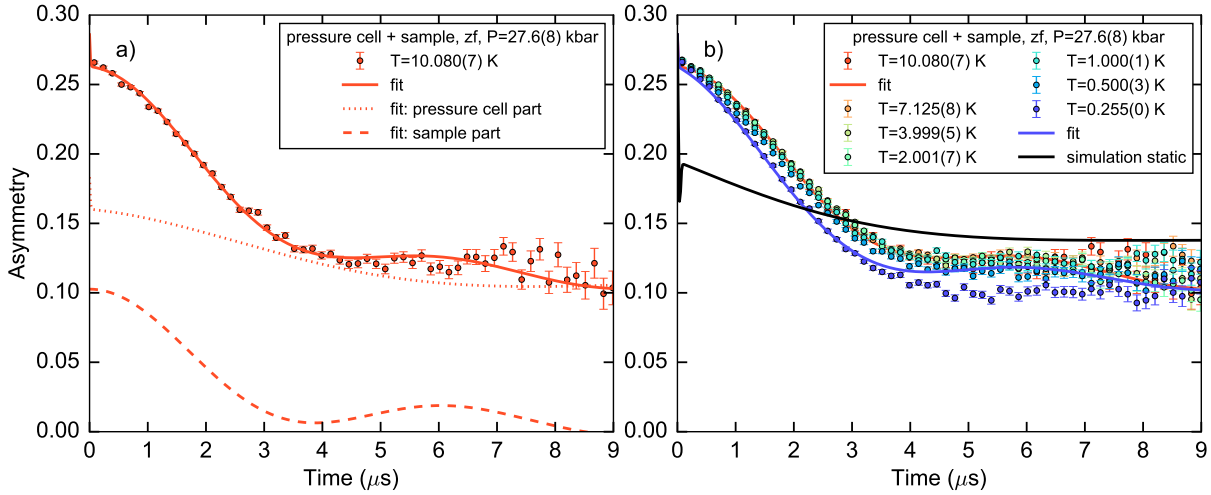 a)
pressure cell + sample, zf, P=27.6(8) kbar
T=10.080(7) K
fit
fit: pressure cell part
fit: sample part
0.30
0.25
0.20
0.15
0.10
0.05
0.00
Asymmetry
0 1 2 3 4 5 6 7 8 9
Time (μs)
b)
pressure cell + sample, zf, P=27.6(8) kbar
T=10.080(7) K
fit
T=7.125(8) K
T=3.999(5) K
T=2.001(7) K
T=1.000(1) K
T=0.500(3) K
T=0.255(0) K
fit
simulation static
0.30
0.25
0.20
0.15
0.10
0.05
0.00
0 1 2 3 4 5 6 7 8 9
Time (μs)